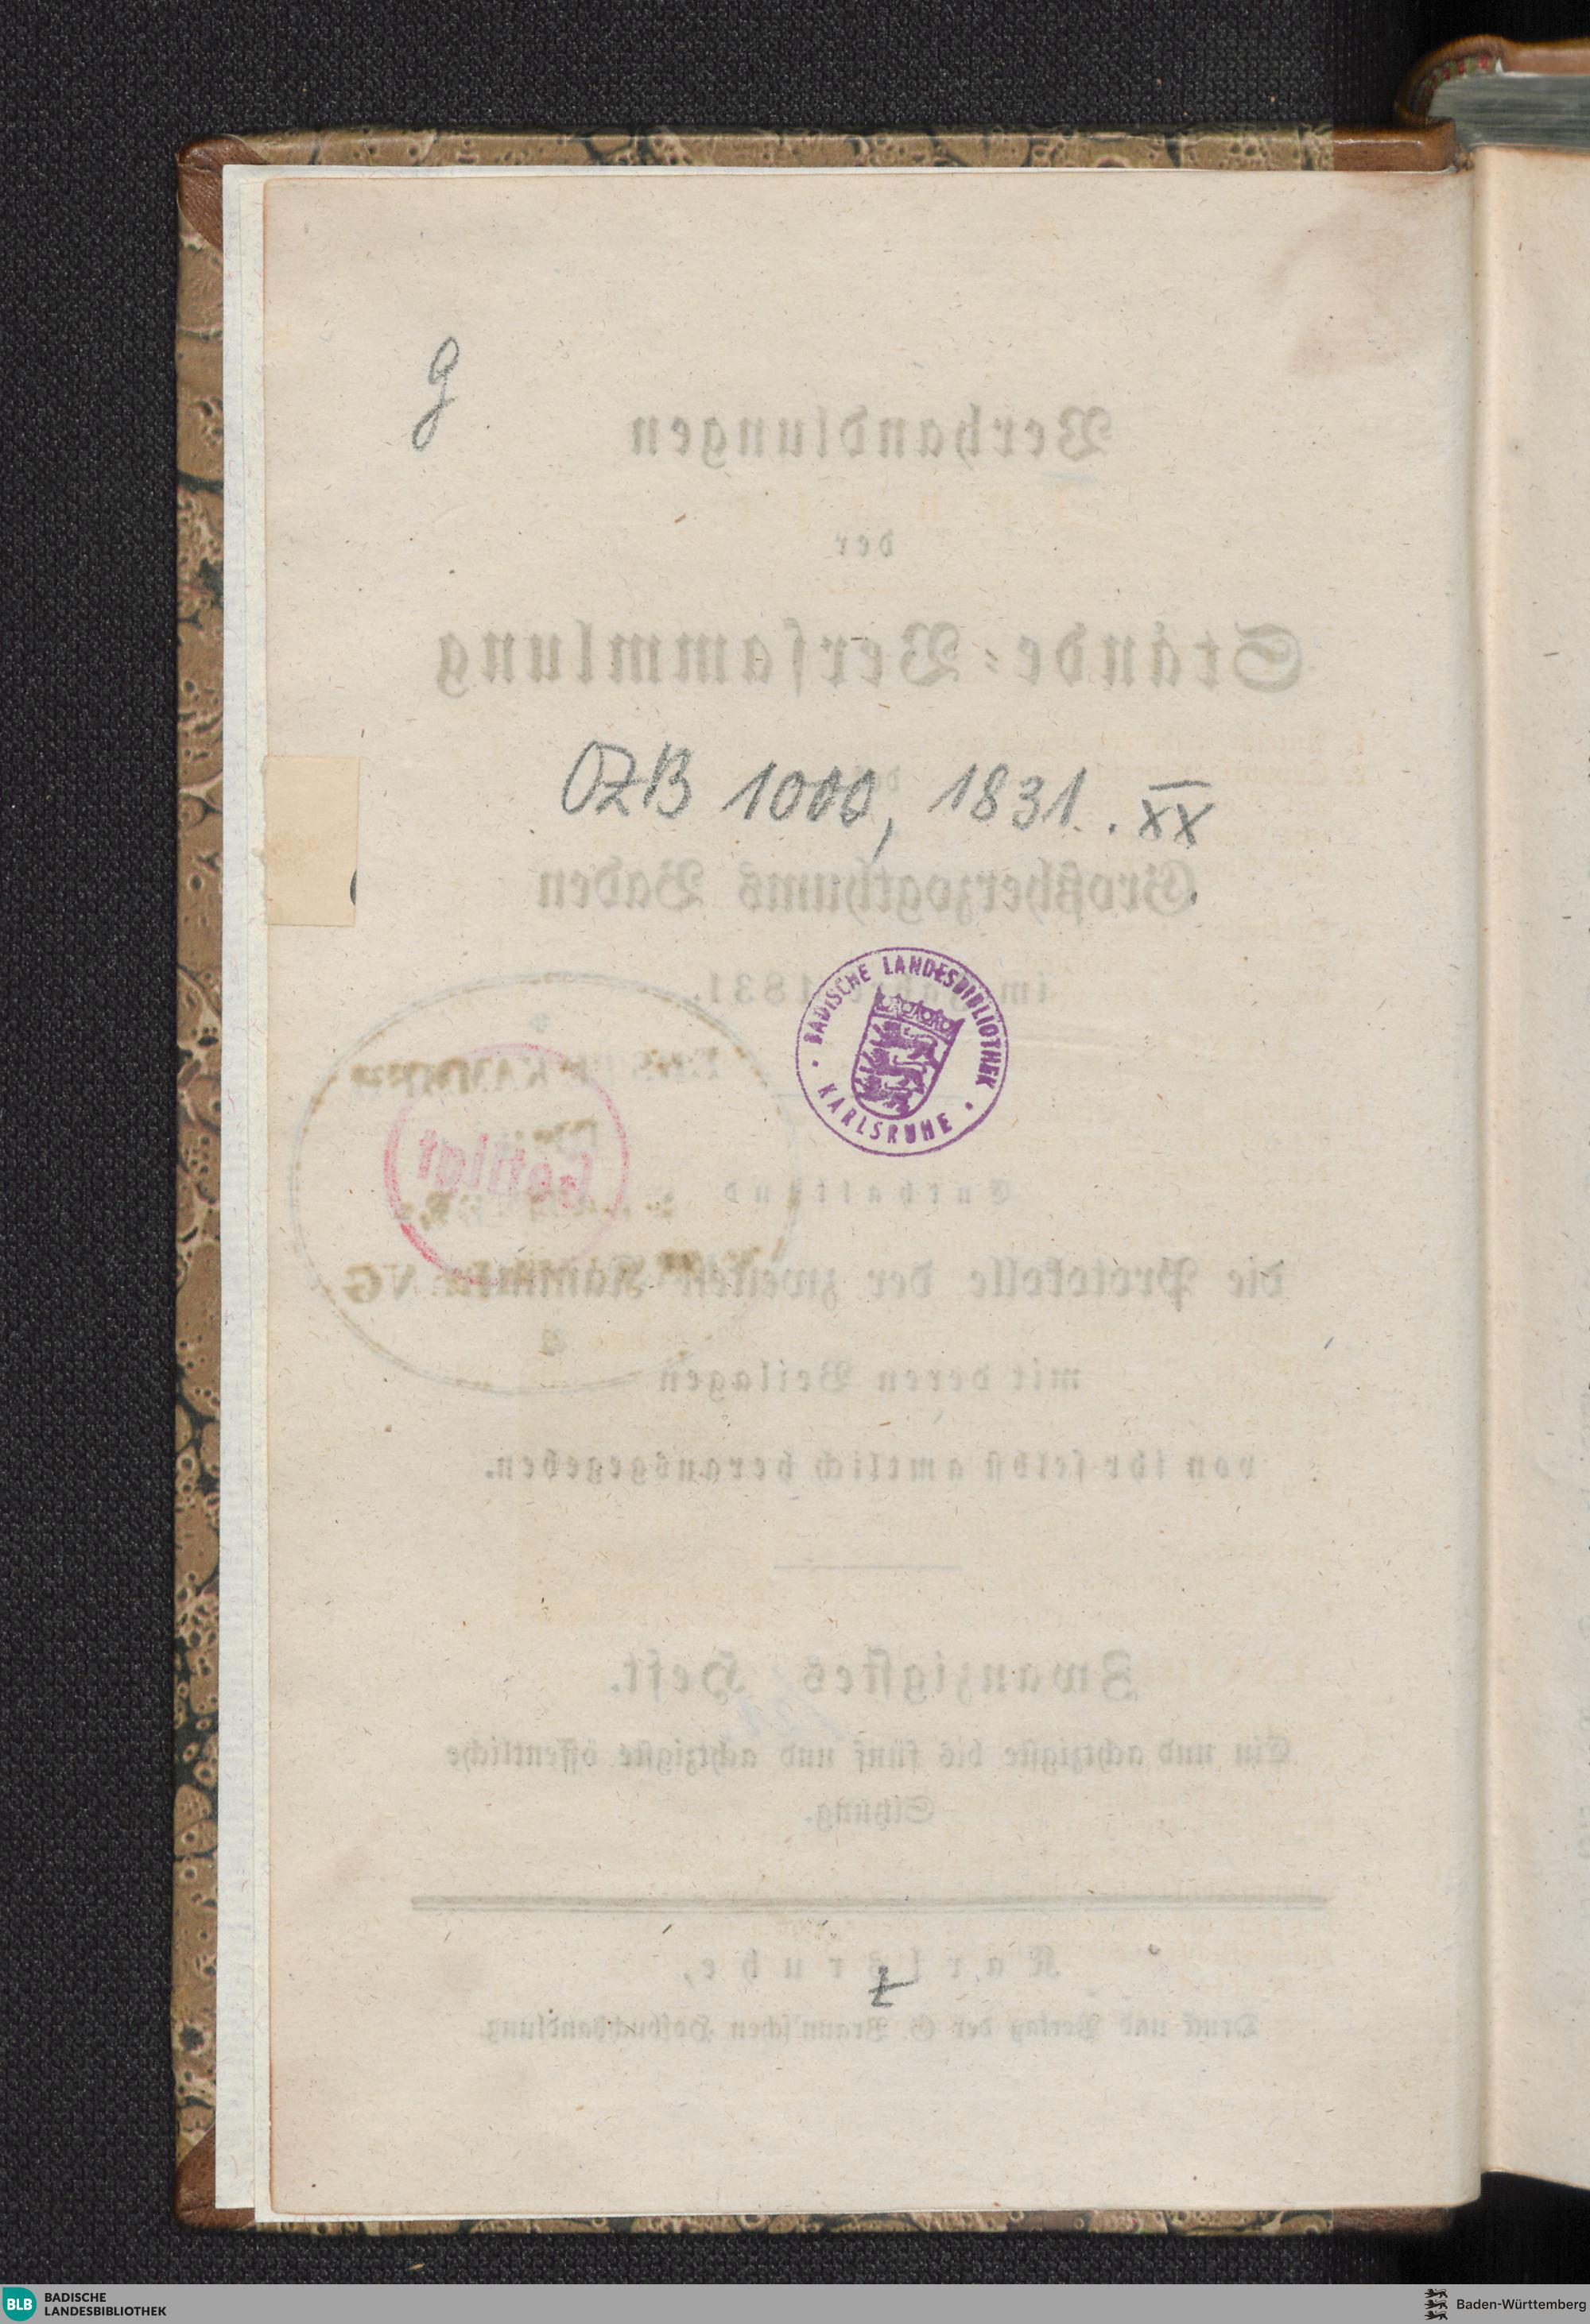 g
Verhandlungen
der
Stände-Versammlung
OZB 1000, 1831. XX
Großherzogthums Baden
im 1831.
BADISCHE LANDESBIBLIOTHEK
KARLSRUHE
Getilgt
Enthaltend
die Protokolle der zweiten Kammer
mit deren Beilagen
von ihr selbst amtlich herausgegeben.
Zwanzigstes Heft.
Ein und achtzigste bis fünf und achtzigste öffentliche
Sitzung.
Karlsruhe,
z
Druck und Verlag der G. Braun'schen Hofbuchhandlung
BLB BADISCHE
LANDESBIBLIOTHEK
Baden-Württemberg